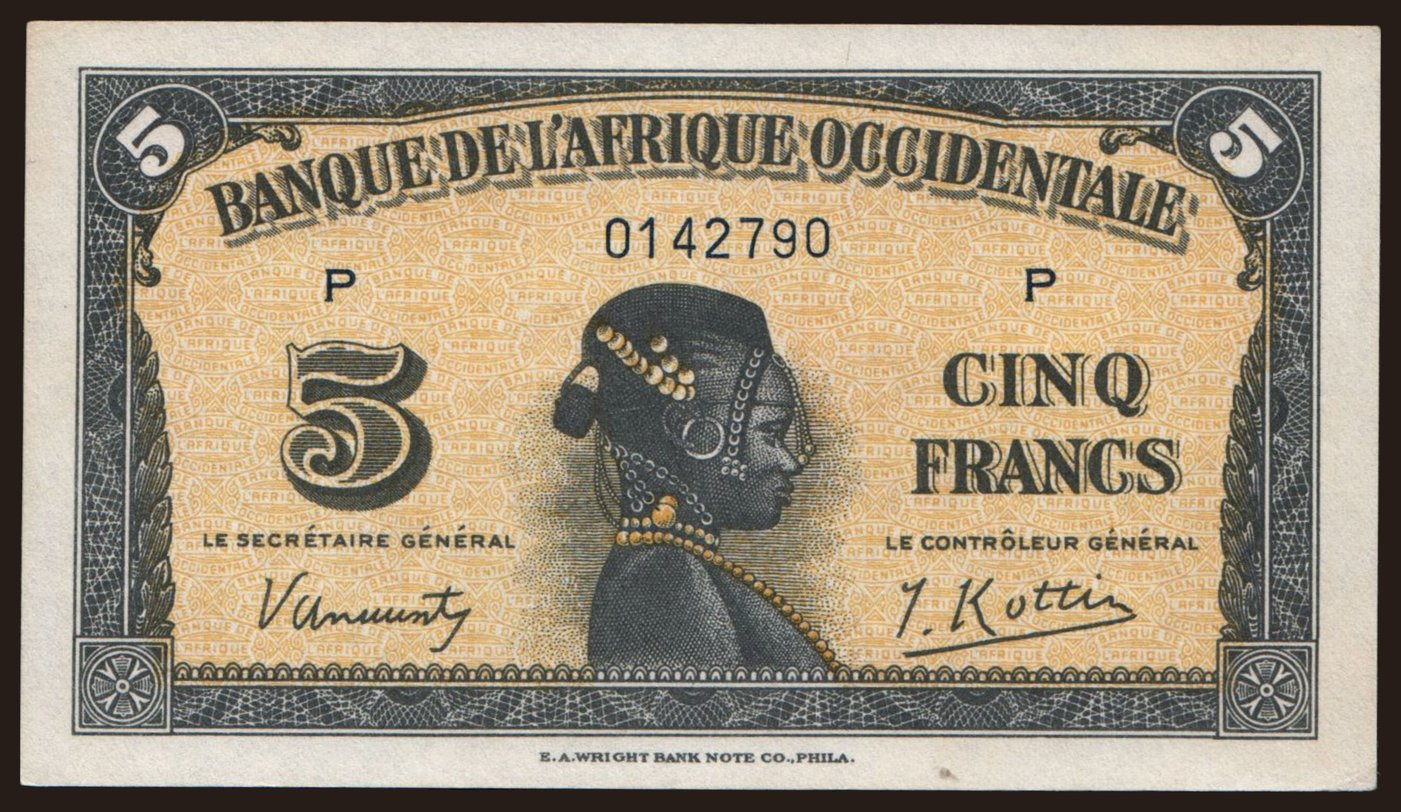 5 5
BANQUE DE L'AFRIQUE OCCIDENTALE
0142790
P P
5
CINQ
FRANCS
LE SECRÉTAIRE GÉNÉRAL
LE CONTRÔLEUR GÉNÉRAL
E.A.WRIGHT BANK NOTE CO.,PHILA.